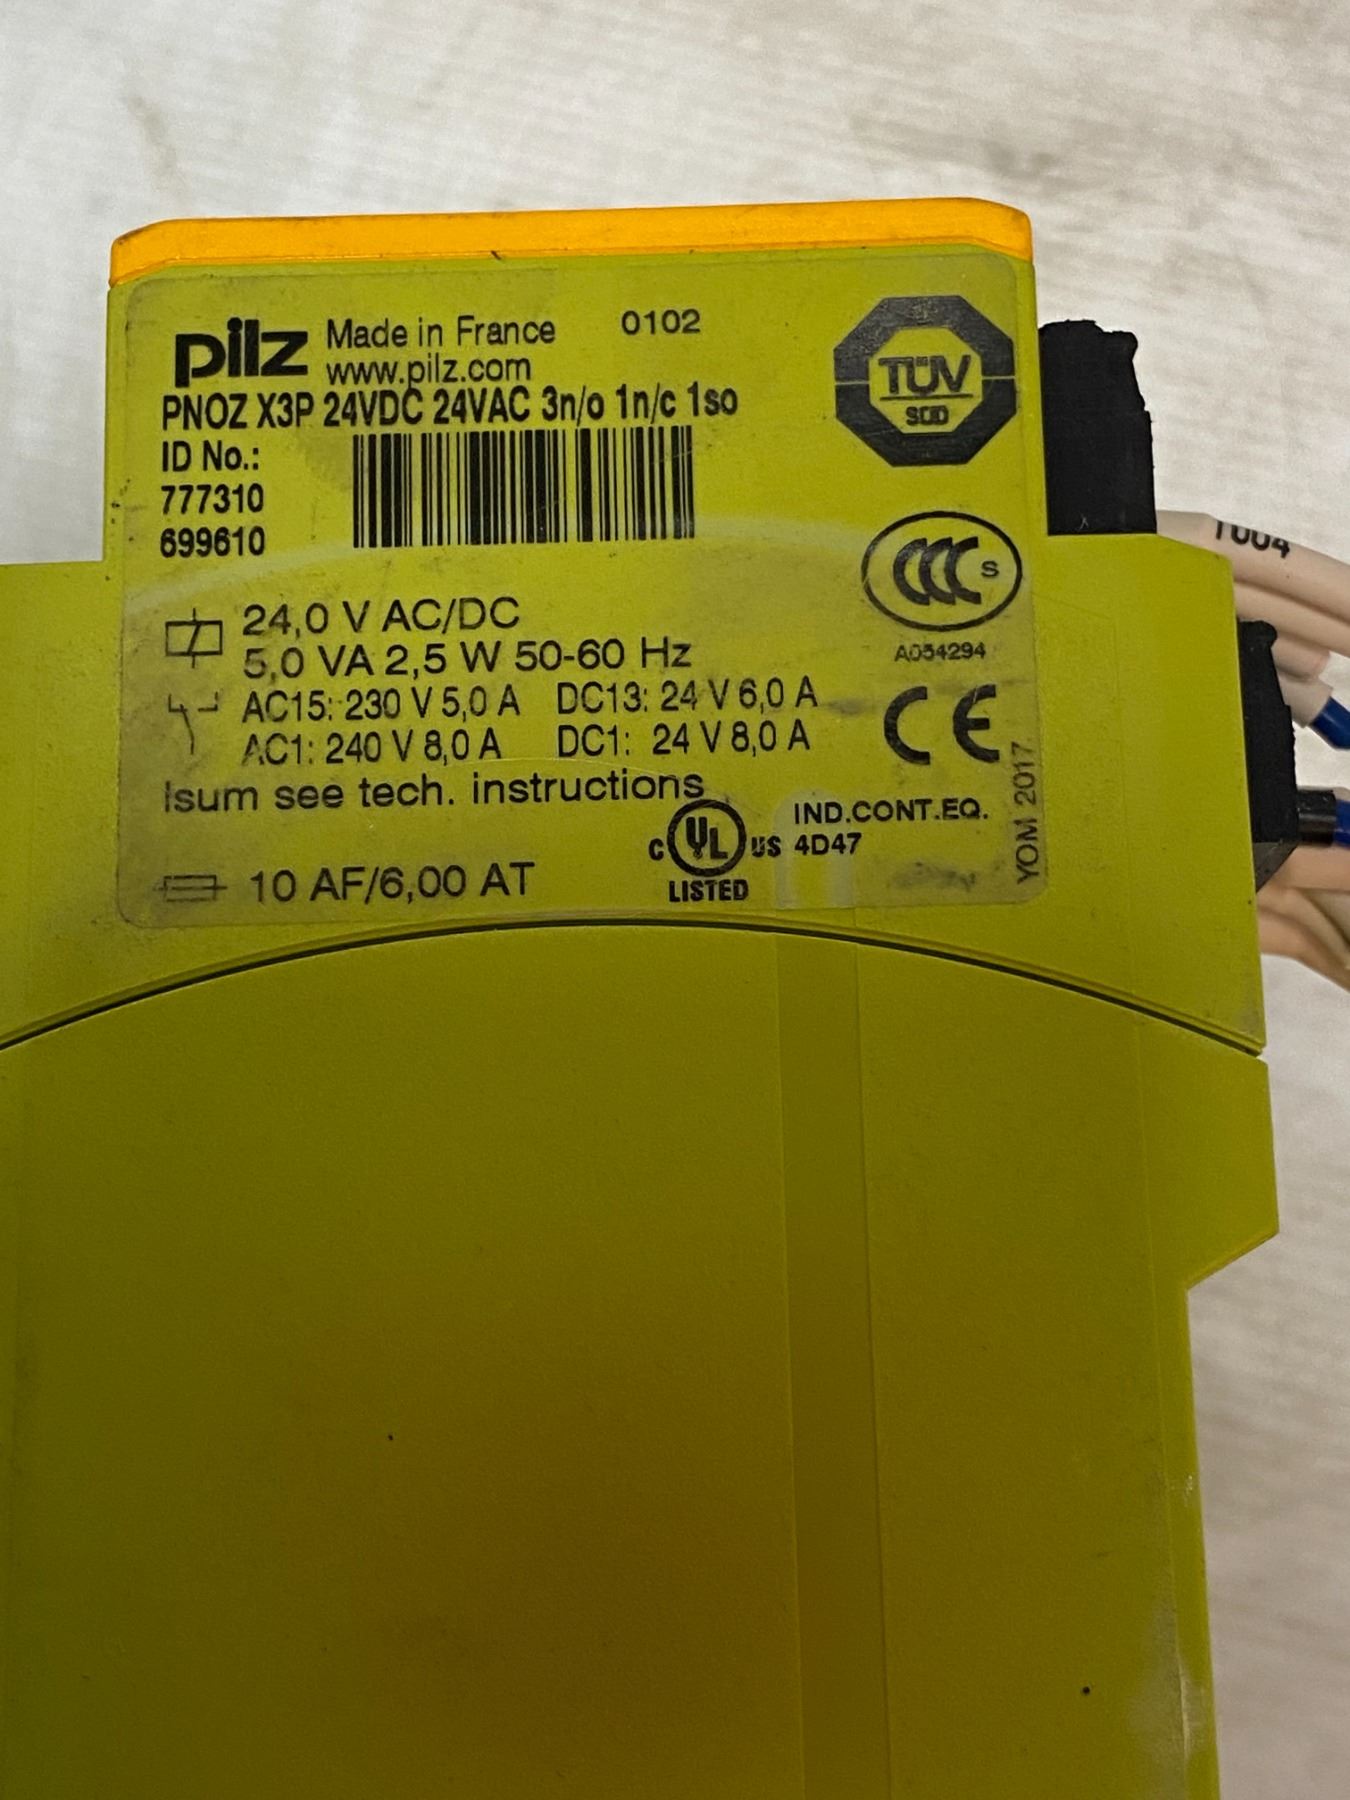 pilz Made in France 0102
www.pilz.com
PNOZ X3P 24VDC 24VAC 3n/o 1n/c 1so
ID No.:
777310
699610
TÜV
SÜD
CCC S
A054294
24,0 V AC/DC
5,0 VA 2,5 W 50-60 Hz
AC15: 230 V 5,0 A DC13: 24 V 6,0 A
AC1: 240 V 8,0 A DC1: 24 V 8,0 A
CE
Isum see tech. instructions
YOM 2017
c UL US
LISTED
IND.CONT.EQ.
4D47
10 AF/6,00 AT